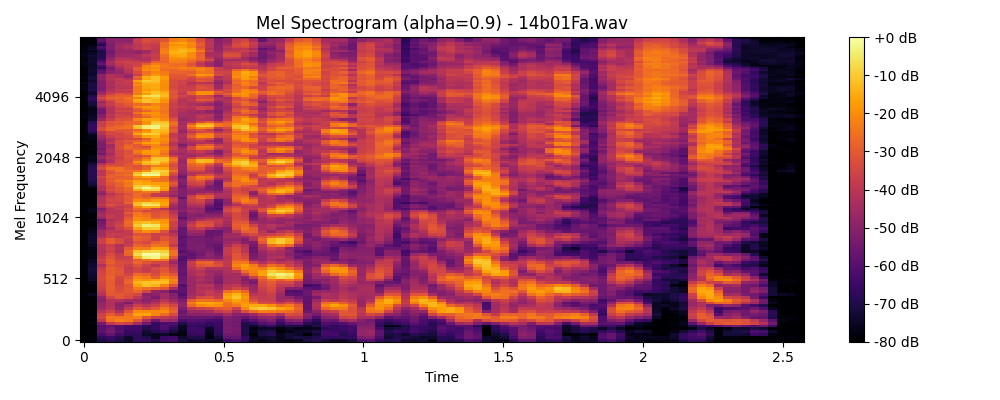 Mel Spectrogram (alpha=0.9) - 14b01Fa.wav
Mel Frequency
4096
2048
1024
512
0
0
0.5
1
1.5
2
2.5
Time
+0 dB
-10 dB
-20 dB
-30 dB
-40 dB
-50 dB
-60 dB
-70 dB
-80 dB